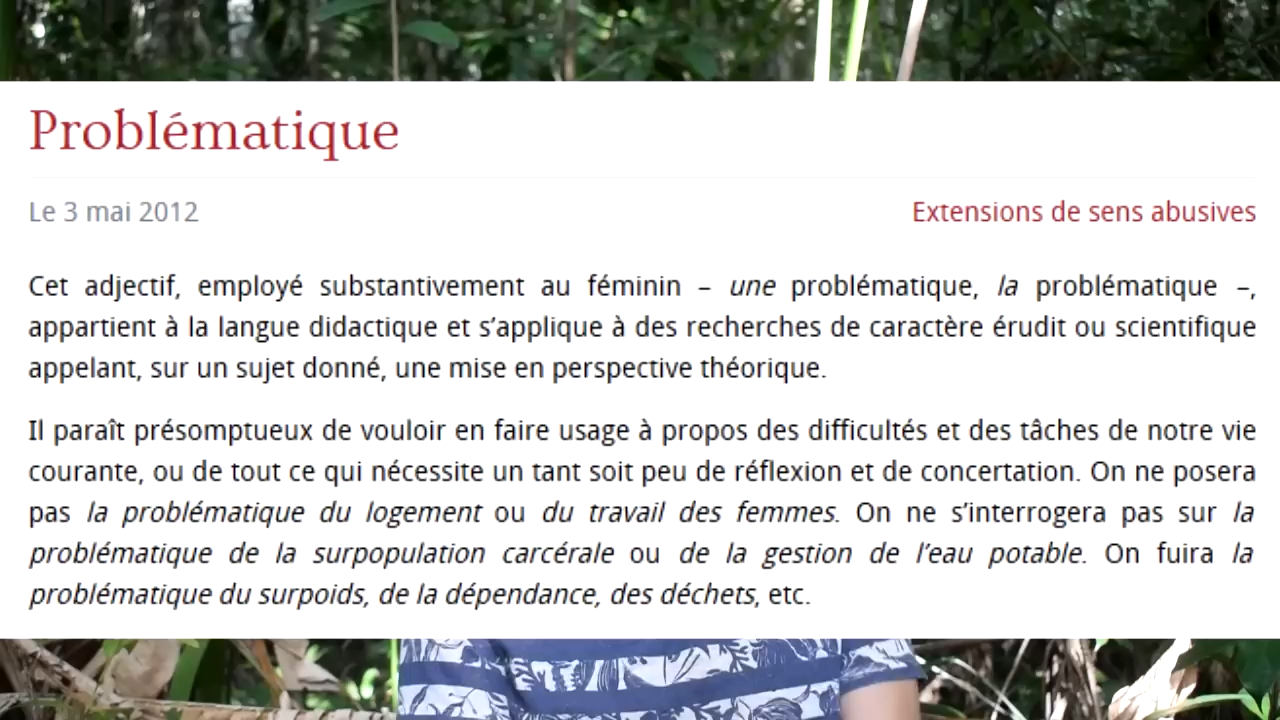 Problématique
Le 3 mai 2012
Extensions de sens abusives
Cet adjectif, employé substantivement au féminin – une problématique, la problématique –,
appartient à la langue didactique et s’applique à des recherches de caractère érudit ou scientifique
appelant, sur un sujet donné, une mise en perspective théorique.
Il paraît présomptueux de vouloir en faire usage à propos des difficultés et des tâches de notre vie
courante, ou de tout ce qui nécessite un tant soit peu de réflexion et de concertation. On ne posera
pas la problématique du logement ou du travail des femmes. On ne s’interrogera pas sur la
problématique de la surpopulation carcérale ou de la gestion de l’eau potable. On fuira la
problématique du surpoids, de la dépendance, des déchets, etc.